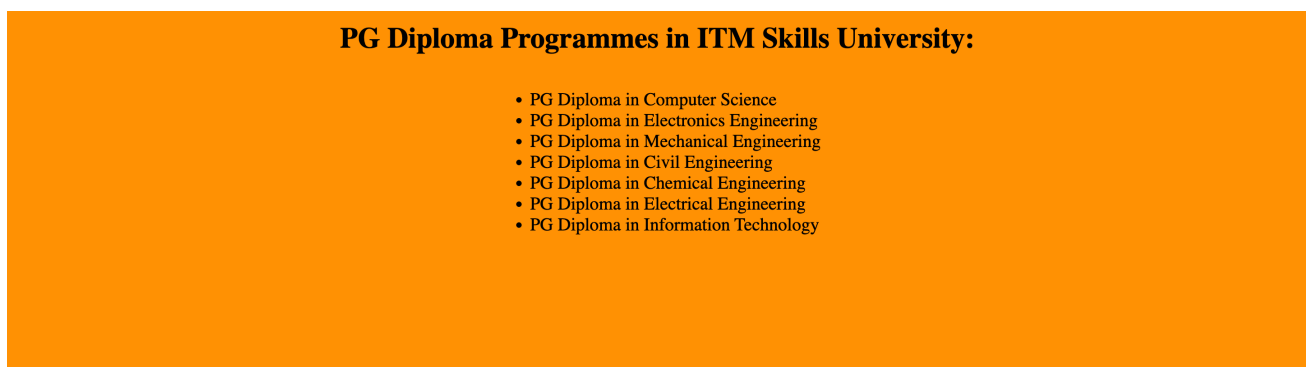 PG Diploma Programmes in ITM Skills University:
• PG Diploma in Computer Science
• PG Diploma in Electronics Engineering
• PG Diploma in Mechanical Engineering
• PG Diploma in Civil Engineering
• PG Diploma in Chemical Engineering
• PG Diploma in Electrical Engineering
• PG Diploma in Information Technology